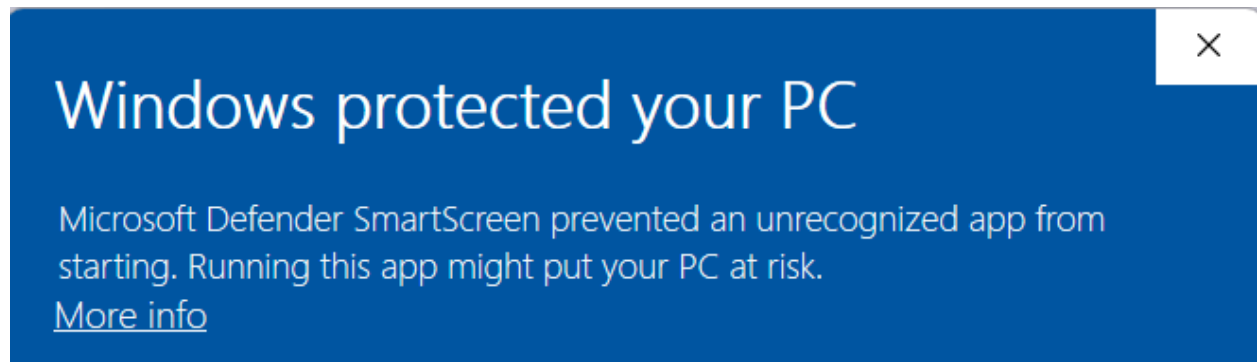 Windows protected your PC
Microsoft Defender SmartScreen prevented an unrecognized app from
starting. Running this app might put your PC at risk.
More info